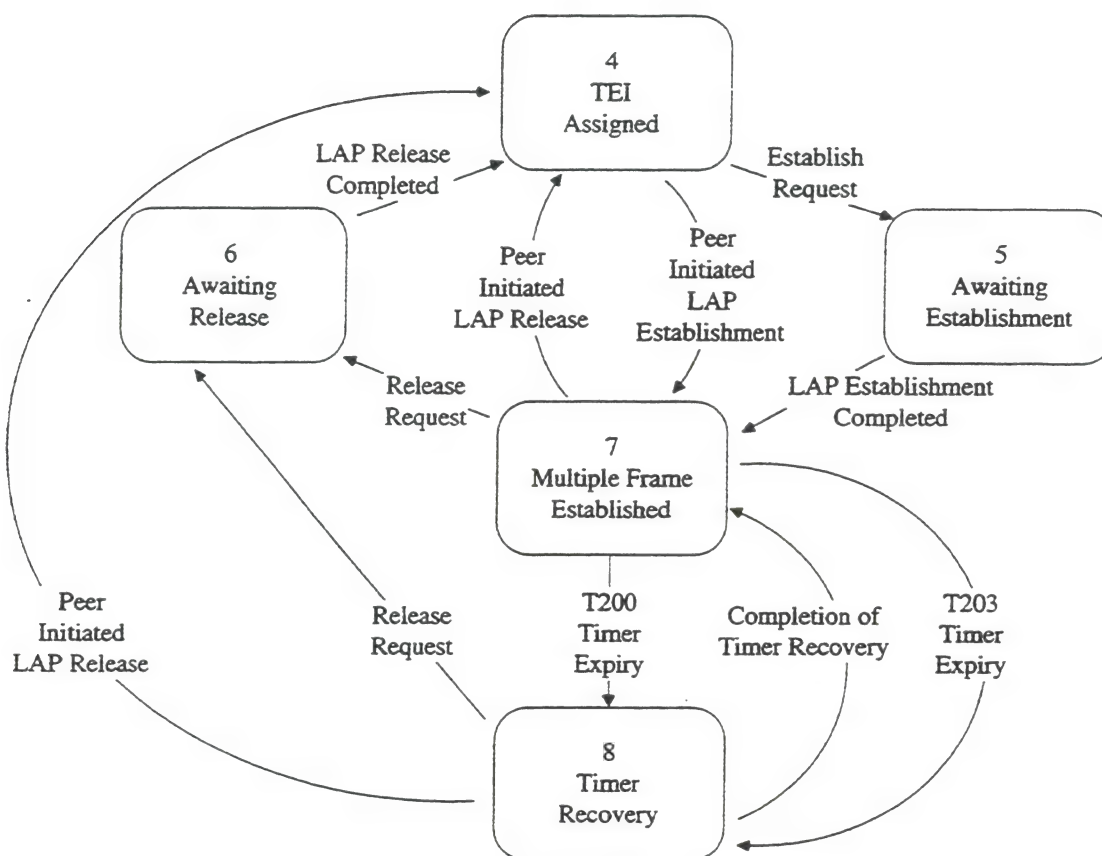 4
TEI
Assigned
LAP Release
Completed
Establish
Request
6
Awaiting
Release
Peer
Initiated
LAP Release
Peer
Initiated
LAP
Establishment
5
Awaiting
Establishment
Release
Request
LAP Establishment
Completed
7
Multiple Frame
Established
Peer
Initiated
LAP Release
Release
Request
T200
Timer
Expiry
Completion of
Timer Recovery
T203
Timer
Expiry
8
Timer
Recovery